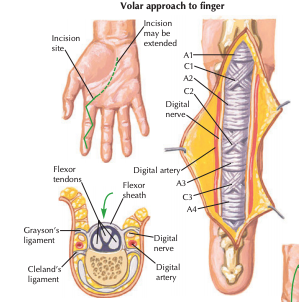 Volar approach to finger
Incision
may be
extended
Incision
site
A1
C1
A2
C2
Digital
nerve
Digital artery
A3
C3
A4
Flexor
tendons
Flexor
sheath
Grayson's
ligament
Cleland's
ligament
Digital
nerve
Digital
artery